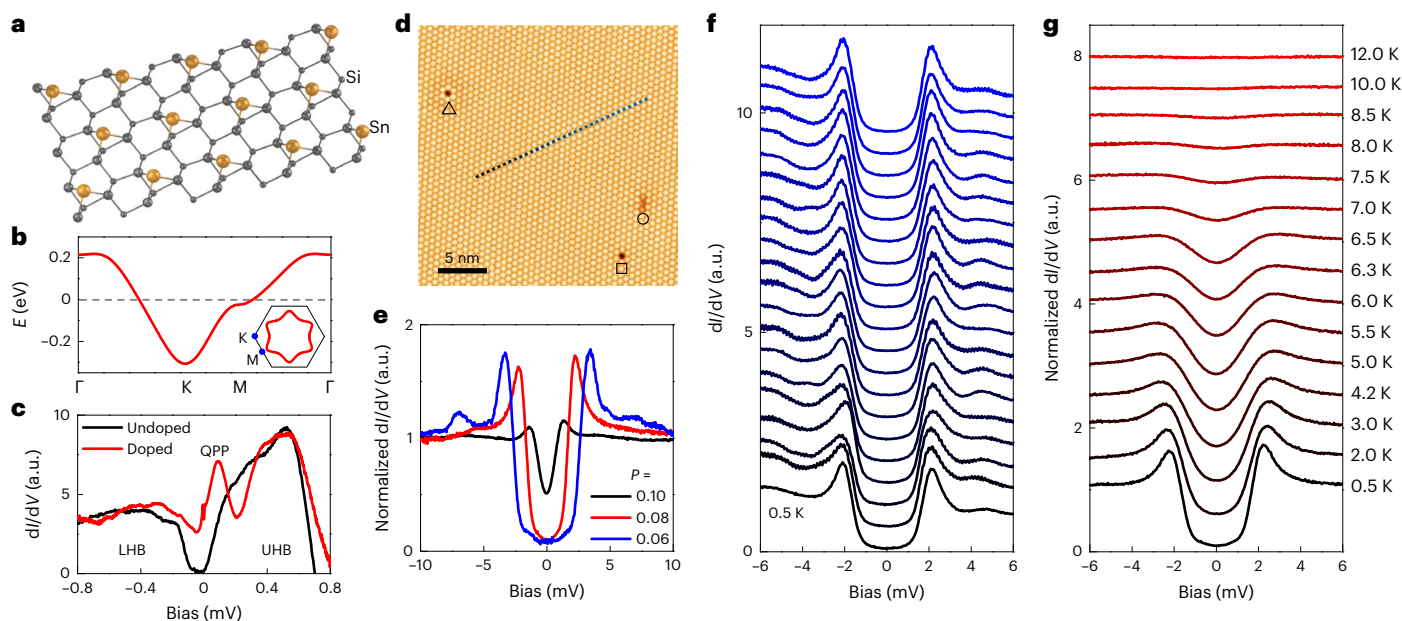 a
Si
Sn
b
E (eV)
0.2
0
−0.2
K
M
Γ K M Γ
c
dI/dV (a.u.)
10
5
0
Undoped
Doped
QPP
LHB
UHB
−0.8 −0.4 0 0.4 0.8
Bias (mV)
d
5 nm
e
Normalized dI/dV (a.u.)
2
1
0
P =
0.10
0.08
0.06
−10 −5 0 5 10
Bias (mV)
f
dI/dV (a.u.)
10
5
0
0.5 K
−6 −4 −2 0 2 4 6
Bias (mV)
g
Normalized dI/dV (a.u.)
8
6
4
2
0
12.0 K
10.0 K
8.5 K
8.0 K
7.5 K
7.0 K
6.5 K
6.3 K
6.0 K
5.5 K
5.0 K
4.2 K
3.0 K
2.0 K
0.5 K
−6 −4 −2 0 2 4 6
Bias (mV)